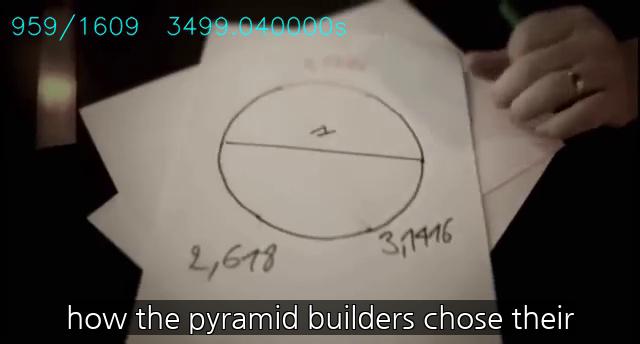 959/1609 3499.040000s
1
2,618
3,1416
how the pyramid builders chose their